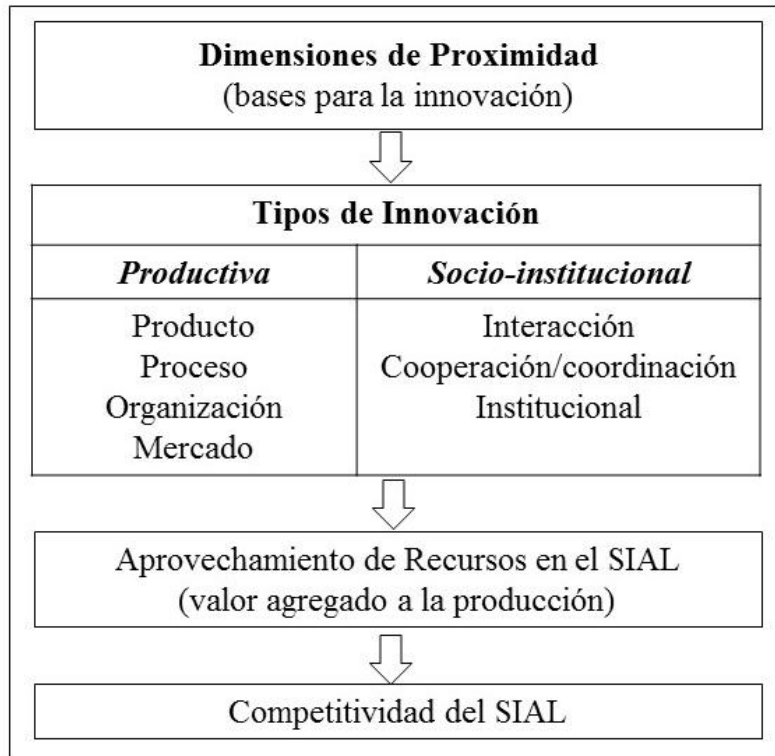 Dimensiones de Proximidad
(bases para la innovación)
Tipos de Innovación
Productiva
Socio-institucional
Producto
Proceso
Organización
Mercado
Interacción
Cooperación/coordinación
Institucional
Aprovechamiento de Recursos en el SIAL
(valor agregado a la producción)
Competitividad del SIAL